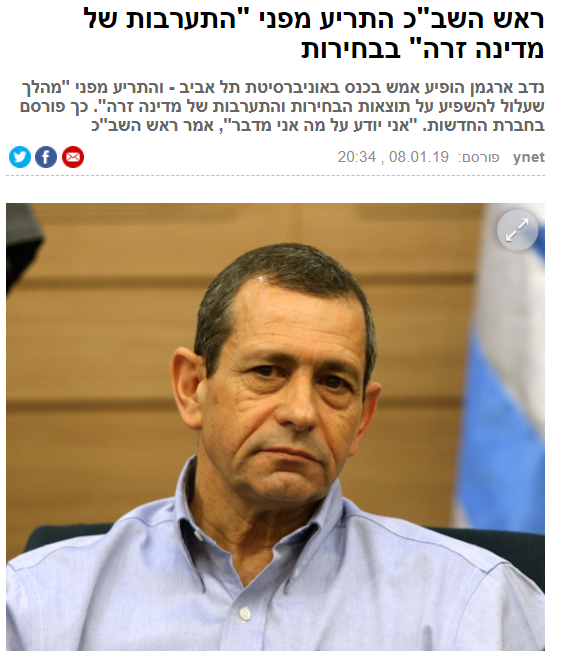 ראש השב"כ התריע מפני "התערבות של
מדינה זרה" בבחירות
נדב ארגמן הופיע אמש בכנס באוניברסיטת תל אביב - והתריע מפני "מהלך
שעלול להשפיע על תוצאות הבחירות והתערבות של מדינה זרה". כך פורסם
בחברת החדשות. "אני יודע על מה אני מדבר", אמר ראש השב"כ
ynet פורסם: 08.01.19 , 20:34